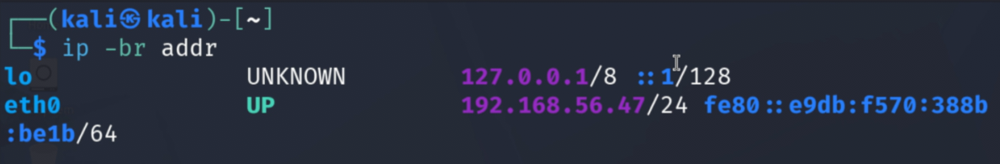 ┌──(kali㉿kali)-[~]
└─$ ip -br addr
lo UNKNOWN 127.0.0.1/8 ::1/128
eth0 UP 192.168.56.47/24 fe80::e9db:f570:388b
:be1b/64